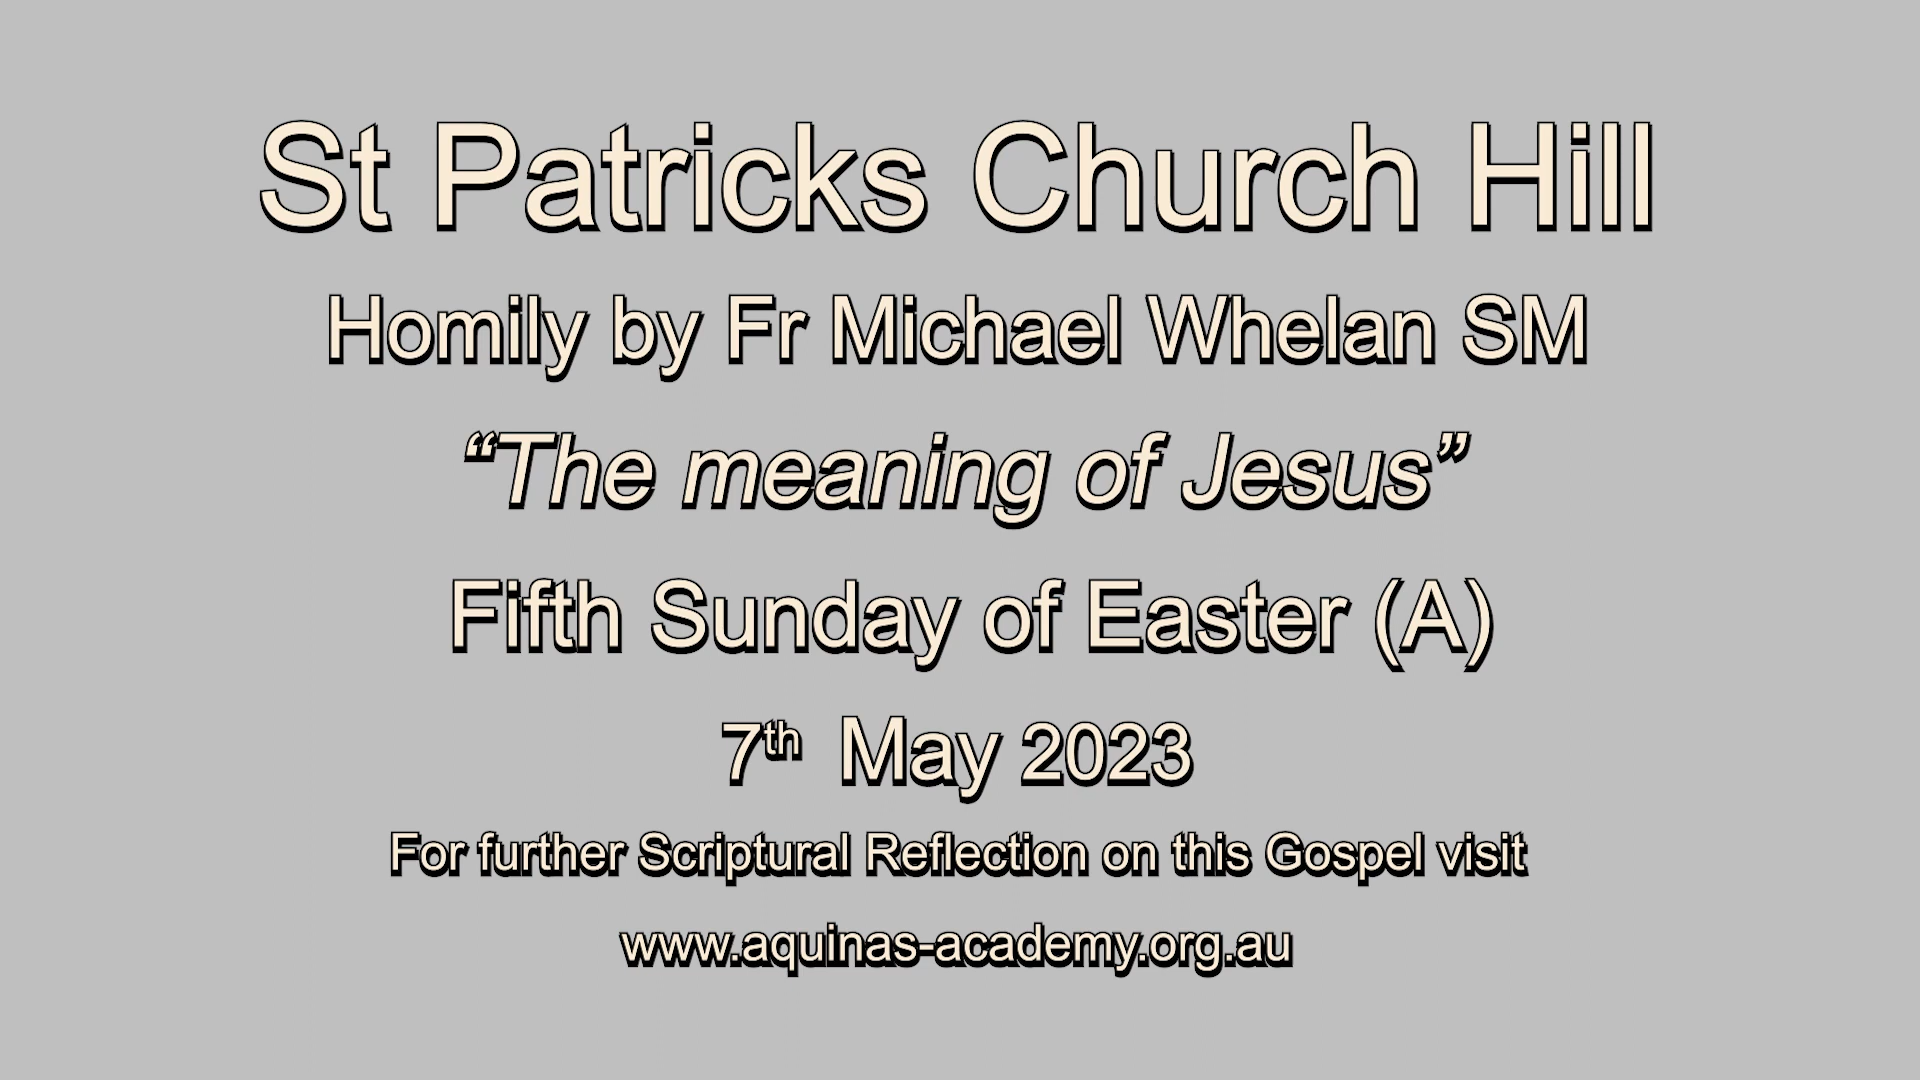 St Patricks Church Hill
Homily by Fr Michael Whelan SM
“The meaning of Jesus”
Fifth Sunday of Easter (A)
7th May 2023
For further Scriptural Reflection on this Gospel visit
www.aquinas-academy.org.au